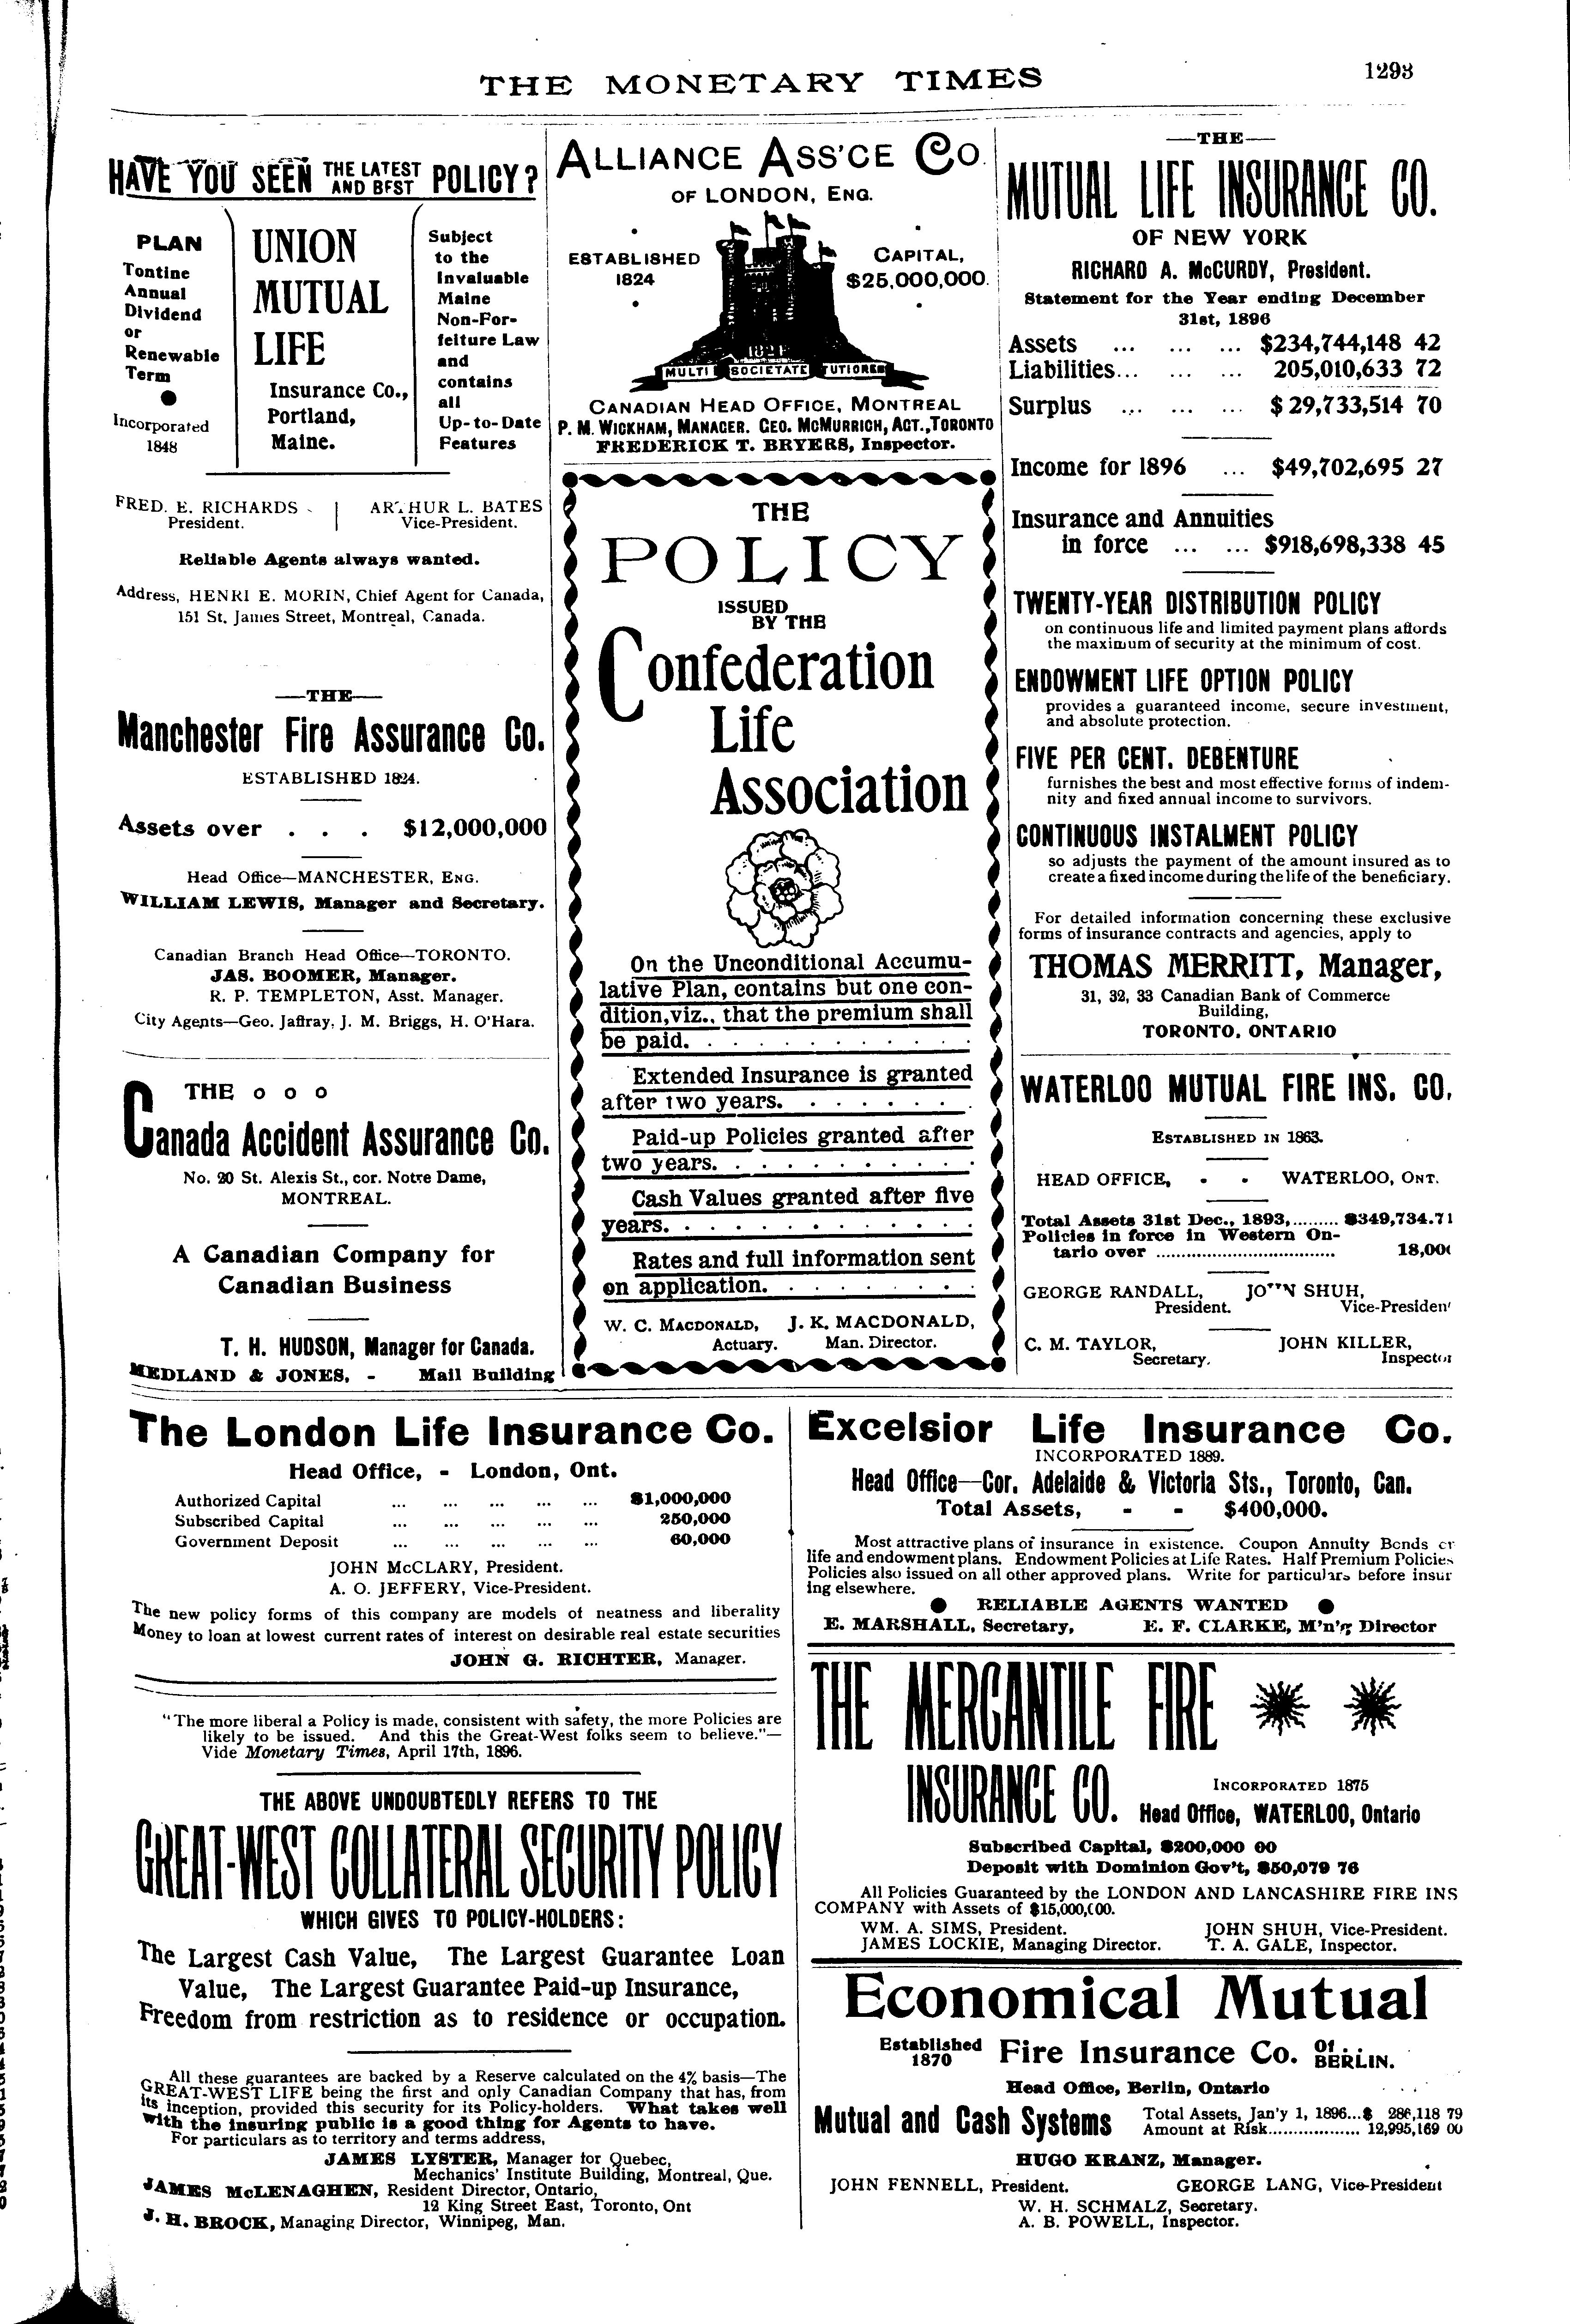 THE MONETARY TIMES
1293
HAVE YOU SEEN THE LATEST AND BEST POLICY?
PLAN
Tontine
Annual
Dividend
or
Renewable
Term
Incorporated
1848
UNION
MUTUAL
LIFE
Insurance Co.,
Portland,
Maine.
Subject
to the
Invaluable
Maine
Non-For-
feiture Law
and
contains
all
Up-to-Date
Features
FRED. E. RICHARDS
President.
ARTHUR L. BATES
Vice-President.
Reliable Agents always wanted.
Address, HENRI E. MORIN, Chief Agent for Canada,
151 St. James Street, Montreal, Canada.
—THE—
Manchester Fire Assurance Co.
ESTABLISHED 1824.
Assets over . . . $12,000,000
Head Office—MANCHESTER, ENG.
WILLIAM LEWIS, Manager and Secretary.
Canadian Branch Head Office—TORONTO.
JAS. BOOMER, Manager.
R. P. TEMPLETON, Asst. Manager.
City Agents—Geo. Jaffray, J. M. Briggs, H. O'Hara.
THE o o o
Canada Accident Assurance Co.
No. 20 St. Alexis St., cor. Notre Dame,
MONTREAL.
A Canadian Company for
Canadian Business
T. H. HUDSON, Manager for Canada.
MEDLAND & JONES, - Mail Building
ALLIANCE ASS'CE CO.
OF LONDON, ENG.
ESTABLISHED
1824
CAPITAL,
$25,000,000.
1824
MULTI SOCIETATE TUTIORES
CANADIAN HEAD OFFICE, MONTREAL
P. M. WICKHAM, MANAGER. GEO. MCMURRICH, AGT., TORONTO
FREDERICK T. BRYERS, Inspector.
THE
POLICY
ISSUED
BY THE
Confederation
Life
Association
On the Unconditional Accumu-
lative Plan, contains but one con-
dition, viz., that the premium shall
be paid. . . . . . . . . . . .
Extended Insurance is granted
after two years. . . . . . . .
Paid-up Policies granted after
two years. . . . . . . . . . .
Cash Values granted after five
years. . . . . . . . . . . . .
Rates and full information sent
on application. . . . . . . . .
W. C. MACDONALD,
Actuary.
J. K. MACDONALD,
Man. Director.
—THE—
MUTUAL LIFE INSURANCE CO.
OF NEW YORK
RICHARD A. McCURDY, President.
Statement for the Year ending December
31st, 1896
Assets ... ... ... $234,744,148 42
Liabilities... ... ... 205,010,633 72
Surplus ... ... ... $ 29,733,514 70
Income for 1896 ... $49,702,695 27
Insurance and Annuities
in force ... ... $918,698,338 45
TWENTY-YEAR DISTRIBUTION POLICY
on continuous life and limited payment plans affords
the maximum of security at the minimum of cost.
ENDOWMENT LIFE OPTION POLICY
provides a guaranteed income, secure investment,
and absolute protection.
FIVE PER CENT. DEBENTURE
furnishes the best and most effective forms of indem-
nity and fixed annual income to survivors.
CONTINUOUS INSTALMENT POLICY
so adjusts the payment of the amount insured as to
create a fixed income during the life of the beneficiary.
For detailed information concerning these exclusive
forms of insurance contracts and agencies, apply to
THOMAS MERRITT, Manager,
31, 32, 33 Canadian Bank of Commerce
Building,
TORONTO, ONTARIO
WATERLOO MUTUAL FIRE INS. CO.
ESTABLISHED IN 1863.
HEAD OFFICE, - - WATERLOO, ONT.
Total Assets 31st Dec., 1893,......... $349,734.71
Policies in force in Western On-
tario over ................................... 18,000
GEORGE RANDALL,
President.
JOHN SHUH,
Vice-President
C. M. TAYLOR,
Secretary.
JOHN KILLER,
Inspector
The London Life Insurance Co.
Head Office, - London, Ont.
Authorized Capital ... ... ... ... ... $1,000,000
Subscribed Capital ... ... ... ... ... 250,000
Government Deposit ... ... ... ... ... 60,000
JOHN McCLARY, President.
A. O. JEFFERY, Vice-President.
The new policy forms of this company are models of neatness and liberality
Money to loan at lowest current rates of interest on desirable real estate securities
JOHN G. RICHTER, Manager.
"The more liberal a Policy is made, consistent with safety, the more Policies are
likely to be issued. And this the Great-West folks seem to believe."—
Vide Monetary Times, April 17th, 1896.
THE ABOVE UNDOUBTEDLY REFERS TO THE
GREAT-WEST COLLATERAL SECURITY POLICY
WHICH GIVES TO POLICY-HOLDERS:
The Largest Cash Value, The Largest Guarantee Loan
Value, The Largest Guarantee Paid-up Insurance,
Freedom from restriction as to residence or occupation.
All these guarantees are backed by a Reserve calculated on the 4% basis—The
GREAT-WEST LIFE being the first and only Canadian Company that has, from
its inception, provided this security for its Policy-holders. What takes well
with the insuring public is a good thing for Agents to have.
For particulars as to territory and terms address,
JAMES LYSTER, Manager for Quebec,
Mechanics' Institute Building, Montreal, Que.
JAMES McLENAGHEN, Resident Director, Ontario,
12 King Street East, Toronto, Ont
J. H. BROCK, Managing Director, Winnipeg, Man.
Excelsior Life Insurance Co.
INCORPORATED 1889.
Head Office—Cor. Adelaide & Victoria Sts., Toronto, Can.
Total Assets, - - $400,000.
Most attractive plans of insurance in existence. Coupon Annuity Bonds or
life and endowment plans. Endowment Policies at Life Rates. Half Premium Policies
Policies also issued on all other approved plans. Write for particulars before insur
ing elsewhere.
RELIABLE AGENTS WANTED
E. MARSHALL, Secretary, E. F. CLARKE, M'n'g Director
THE MERCANTILE FIRE
INSURANCE CO.
INCORPORATED 1875
Head Office, WATERLOO, Ontario
Subscribed Capital, $200,000 00
Deposit with Dominion Gov't, $50,079 76
All Policies Guaranteed by the LONDON AND LANCASHIRE FIRE INS
COMPANY with Assets of $15,000,000.
WM. A. SIMS, President. JOHN SHUH, Vice-President.
JAMES LOCKIE, Managing Director. T. A. GALE, Inspector.
Economical Mutual
Established
1870
Fire Insurance Co. Of . . BERLIN.
Head Office, Berlin, Ontario
Mutual and Cash Systems
Total Assets, Jan'y 1, 1896...$ 286,118 79
Amount at Risk.................. 12,995,169 00
HUGO KRANZ, Manager.
JOHN FENNELL, President. GEORGE LANG, Vice-President
W. H. SCHMALZ, Secretary.
A. B. POWELL, Inspector.